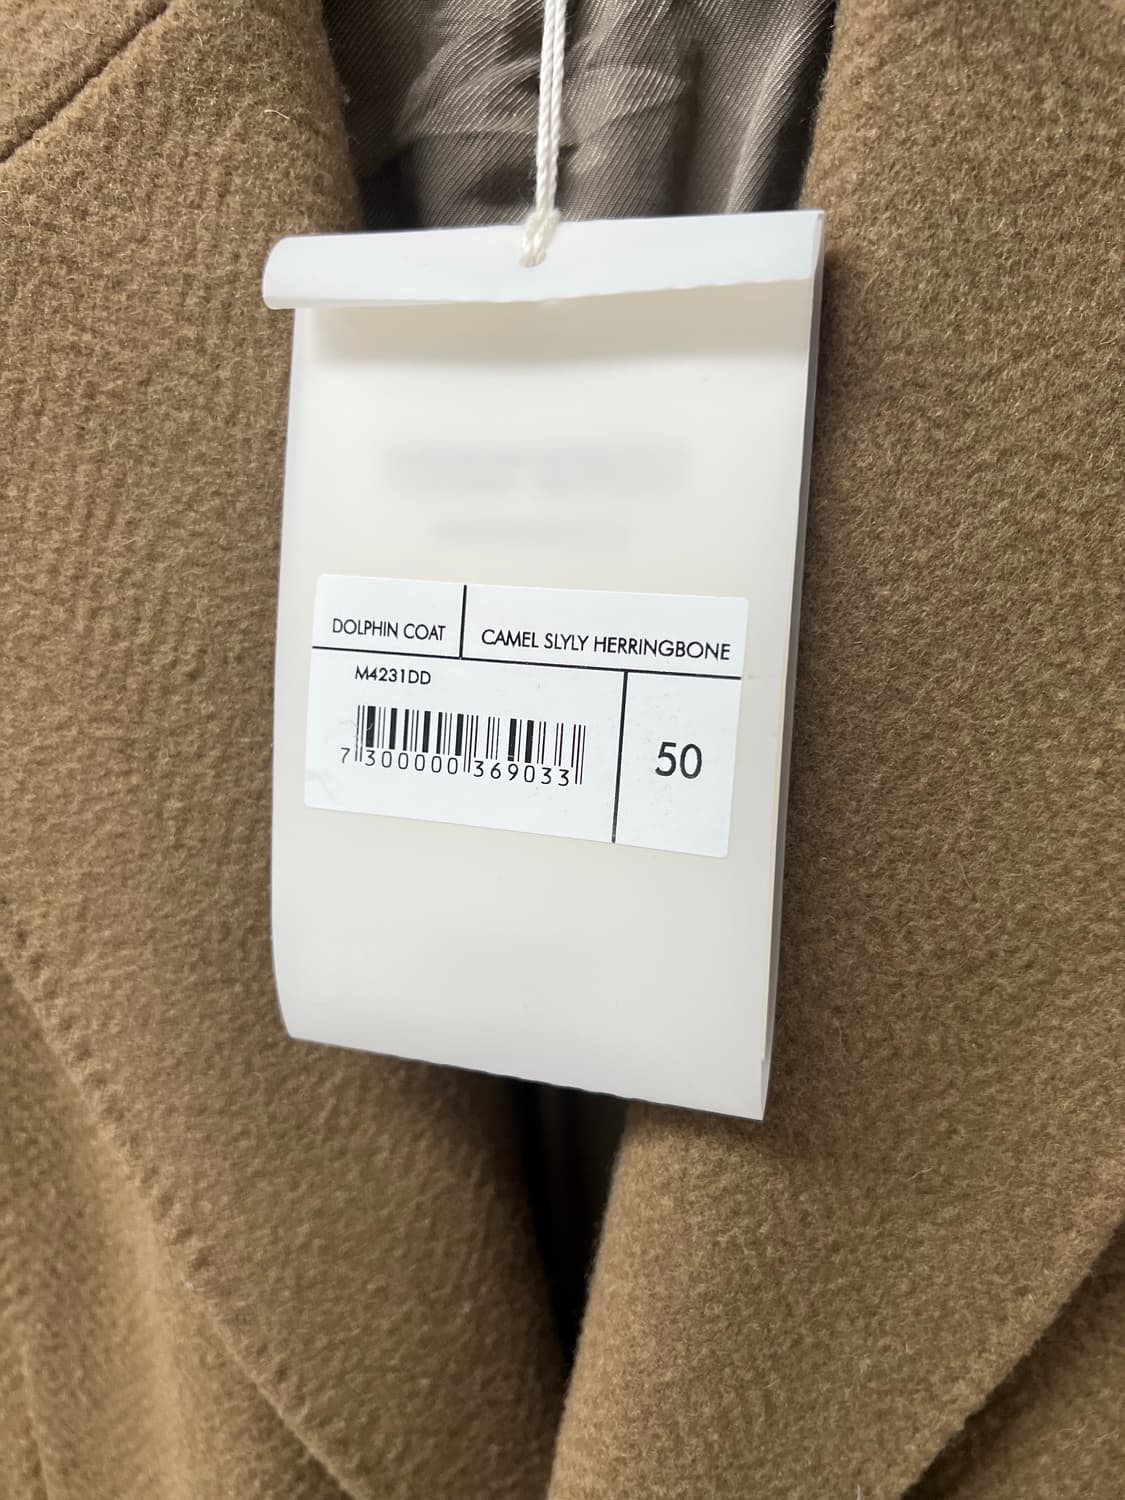 DOLPHIN COAT
CAMEL SLYLY HERRINGBONE
M4231DD
7 300000 369033
50